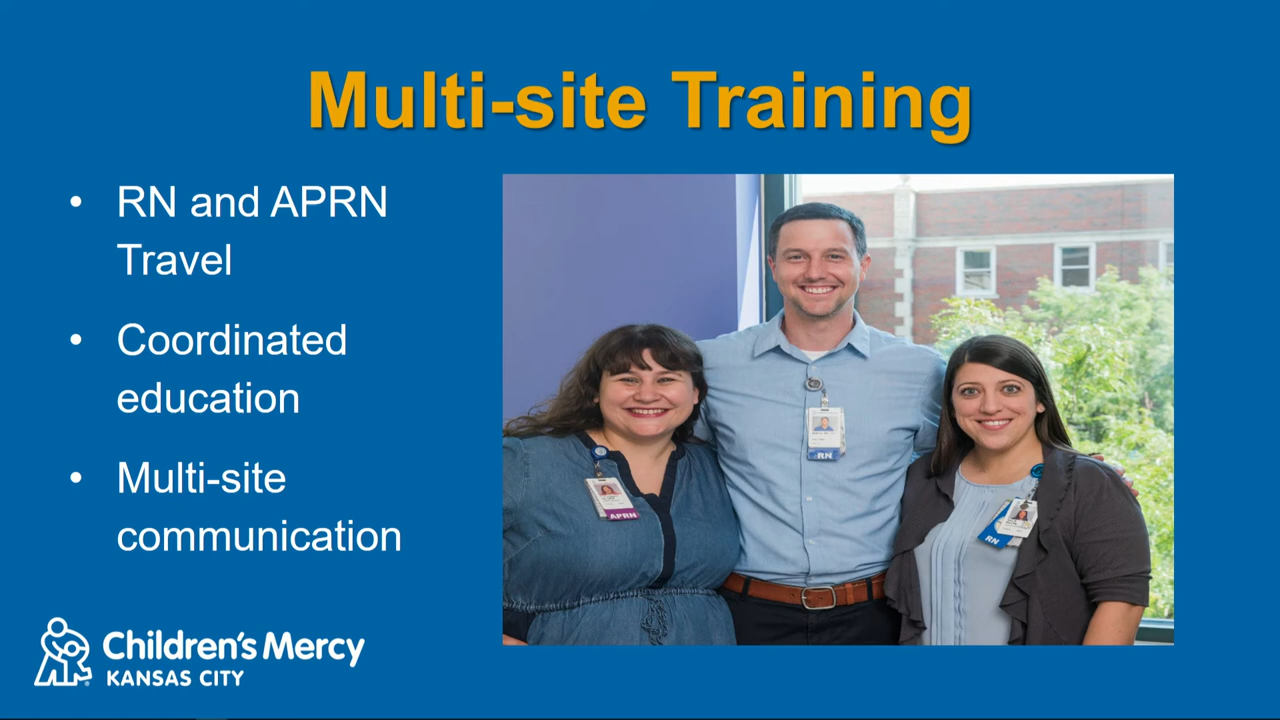 Multi-site Training
• RN and APRN
Travel
• Coordinated
education
• Multi-site
communication
APRN
RN
RN
Children's Mercy
KANSAS CITY